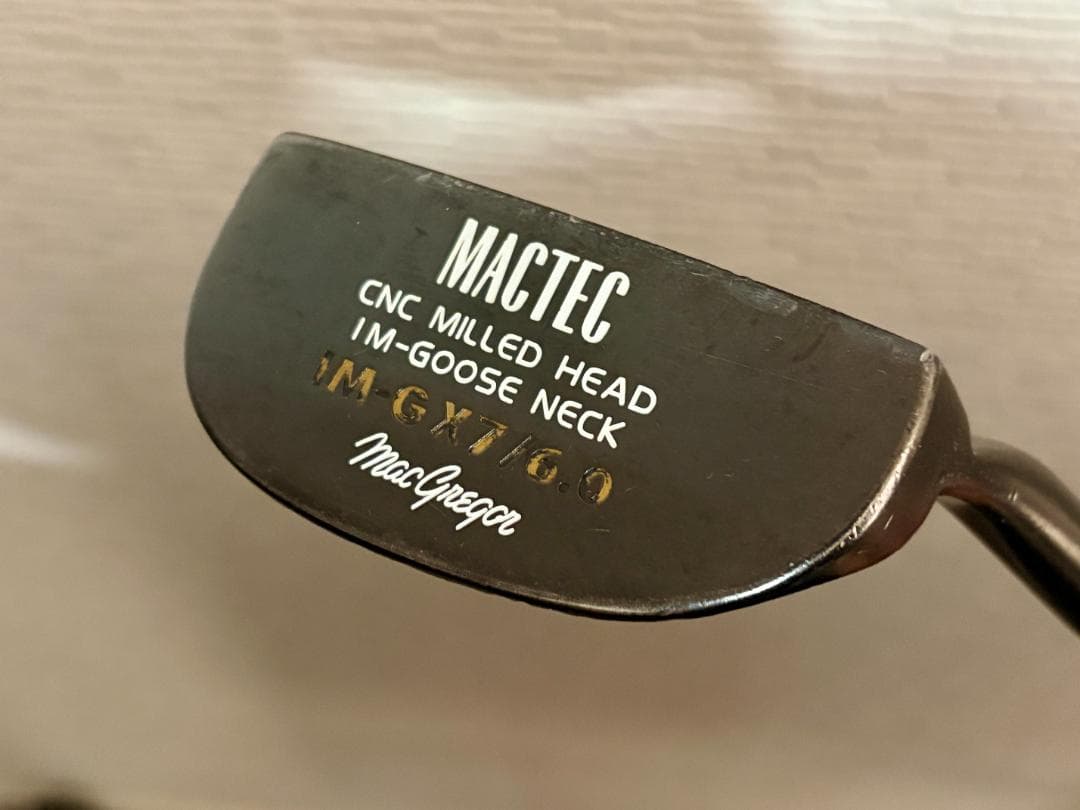 MACTEC
CNC MILLED HEAD
IM-GOOSE NECK
IM-GX7/6.0
MacGregor